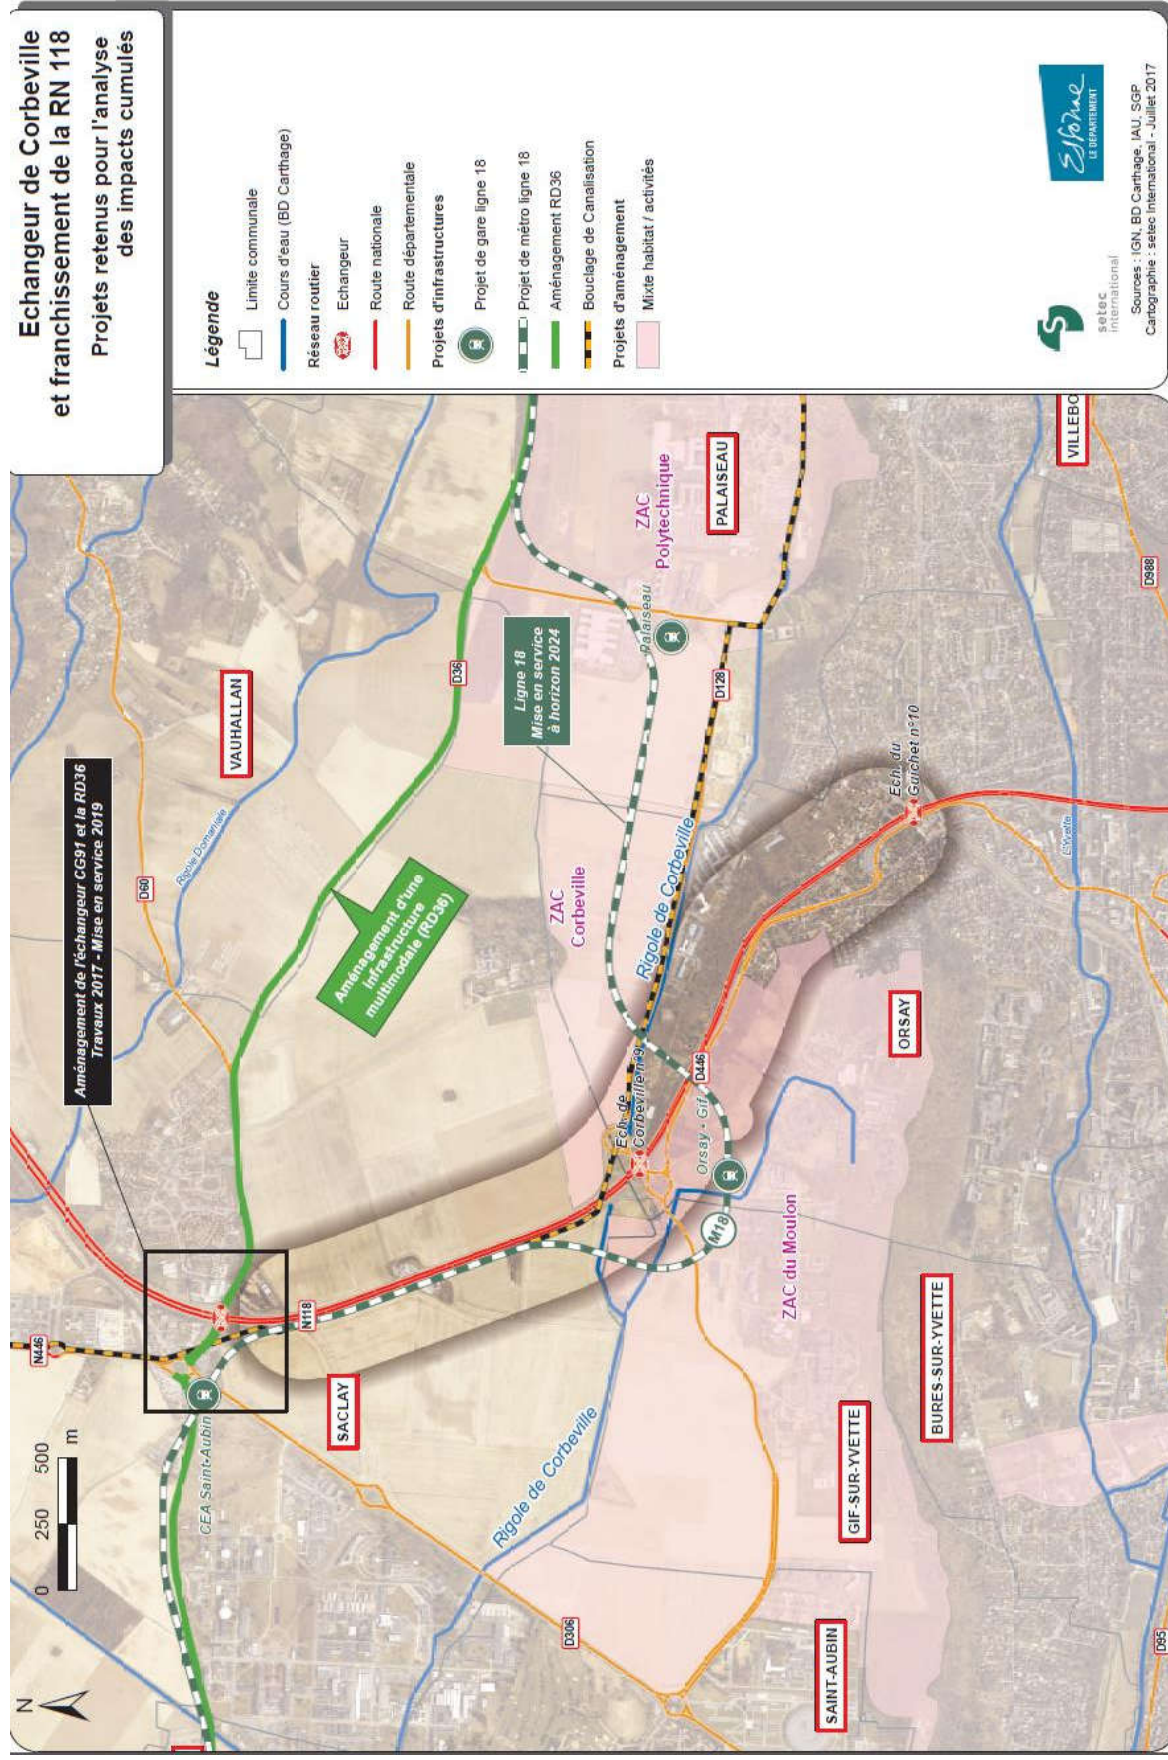 Echangeur de Corbeville
et franchissement de la RN 118
Projets retenus pour l'analyse
des impacts cumulés
Légende
Limite communale
Cours d'eau (BD Carthage)
Réseau routier
Echangeur
Route nationale
Route départementale
Projets d'infrastructures
Projet de gare ligne 18
Projet de métro ligne 18
Aménagement RD36
Bouclage de Canalisation
Projets d'aménagement
Mixte habitat / activités
setec
international
Essonne
LE DÉPARTEMENT
Sources : IGN, BD Carthage, IAU, SGP
Cartographie : setec International - Juillet 2017
N
0 250 500
m
N446
Aménagement de l'échangeur CG91 et la RD36
Travaux 2017 - Mise en service 2019
D60
Rigole Domaniale
VAUHALLAN
CEA Saint-Aubin
N118
SACLAY
Aménagement d'une
infrastructure
multimodale (RD36)
D36
Ligne 18
Mise en service
à horizon 2024
ZAC
Corbeville
ZAC
Polytechnique
Palaiseau
PALAISEAU
D128
Rigole de Corbeville
Rigole de Corbeville
Ech. de
Corbeville n°9
D446
Orsay - Gif
M18
D306
ZAC du Moulon
Ech. du
Guichet n°10
ORSAY
SAINT-AUBIN
GIF-SUR-YVETTE
BURES-SUR-YVETTE
L'Yvette
VILLEBO
D988
D95